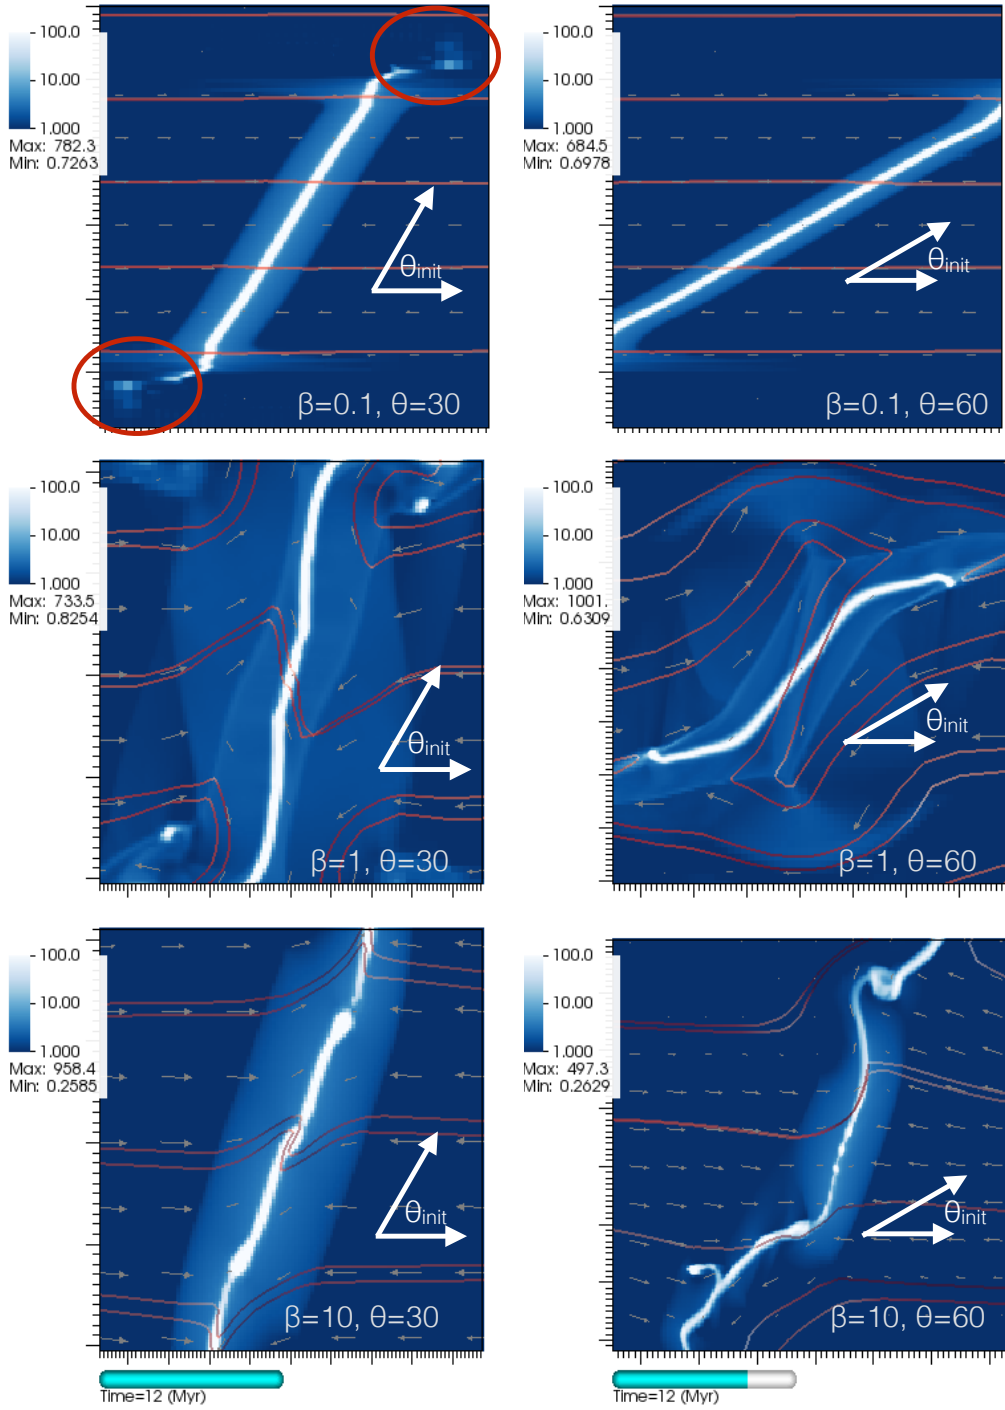 100.0
10.00
1.000
Max: 782.3
Min: 0.7263
θinit
β=0.1, θ=30
100.0
10.00
1.000
Max: 684.5
Min: 0.6978
θinit
β=0.1, θ=60
100.0
10.00
1.000
Max: 733.5
Min: 0.8254
θinit
β=1, θ=30
100.0
10.00
1.000
Max: 1001.
Min: 0.6309
θinit
β=1, θ=60
100.0
10.00
1.000
Max: 958.4
Min: 0.2585
θinit
β=10, θ=30
Time=12 (Myr)
100.0
10.00
1.000
Max: 497.3
Min: 0.2629
θinit
β=10, θ=60
Time=12 (Myr)